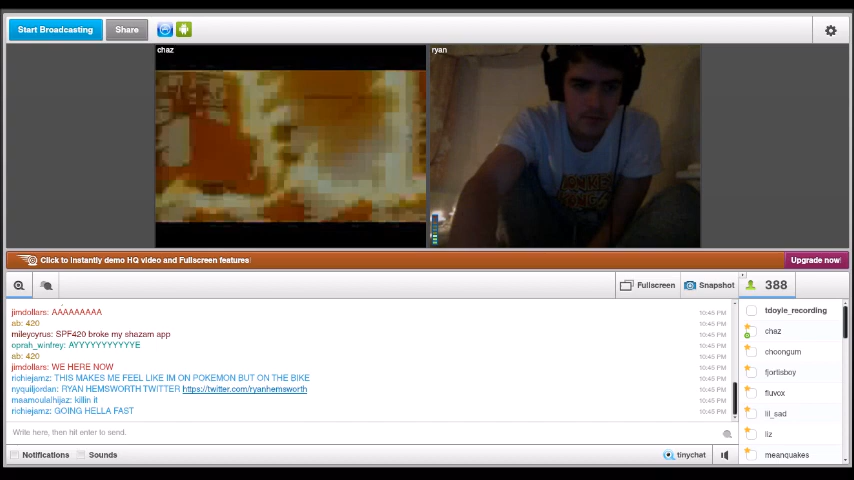 Start Broadcasting
Share
chaz
ryan
Click to instantly demo HQ video and Fullscreen features!
Upgrade now!
Fullscreen
Snapshot
388
jimdollars: AAAAAAAAA
10:45 PM
ab: 420
10:45 PM
mileycyrus: SPF420 broke my shazam app
10:45 PM
oprah_winfrey: AYYYYYYYYYYE
10:45 PM
ab: 420
10:45 PM
jimdollars: WE HERE NOW
10:45 PM
richiejamz: THIS MAKES ME FEEL LIKE IM ON POKEMON BUT ON THE BIKE
10:45 PM
nyquiljordan: RYAN HEMSWORTH TWITTER https://twitter.com/ryanhemsworth
10:45 PM
maamoulalhijaz: killin it
10:45 PM
richiejamz: GOING HELLA FAST
10:45 PM
Write here, then hit enter to send.
Notifications
Sounds
tinychat
tdoyle_recording
chaz
choongum
fjortisboy
fluvox
lil_sad
liz
meanquakes